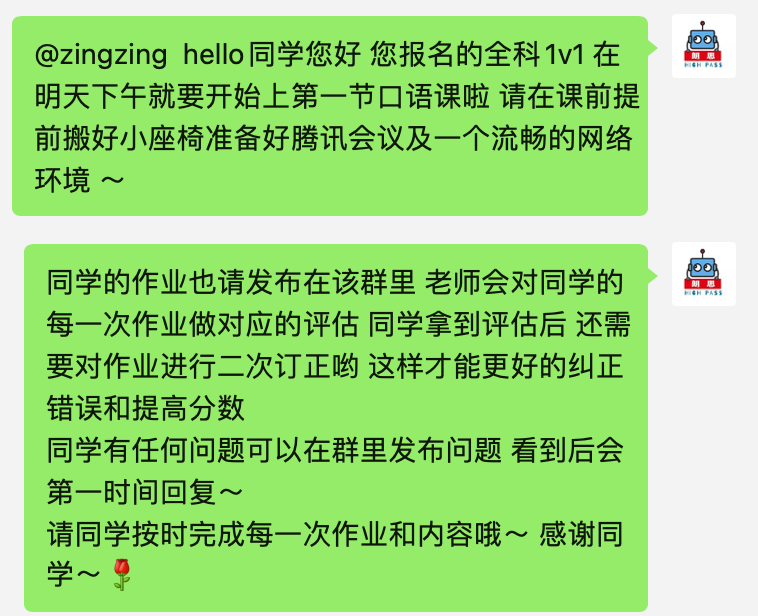 @zingzing hello同学您好 您报名的全科1v1 在
明天下午就要开始上第一节口语课啦 请在课前提
前搬好小座椅准备好腾讯会议及一个流畅的网络
环境 ～
朗 思
HIGH PASS
同学的作业也请发布在该群里 老师会对同学的
每一次作业做对应的评估 同学拿到评估后 还需
要对作业进行二次订正哟 这样才能更好的纠正
错误和提高分数
同学有任何问题可以在群里发布问题 看到后会
第一时间回复～
请同学按时完成每一次作业和内容哦～ 感谢同
学～
朗 思
HIGH PASS